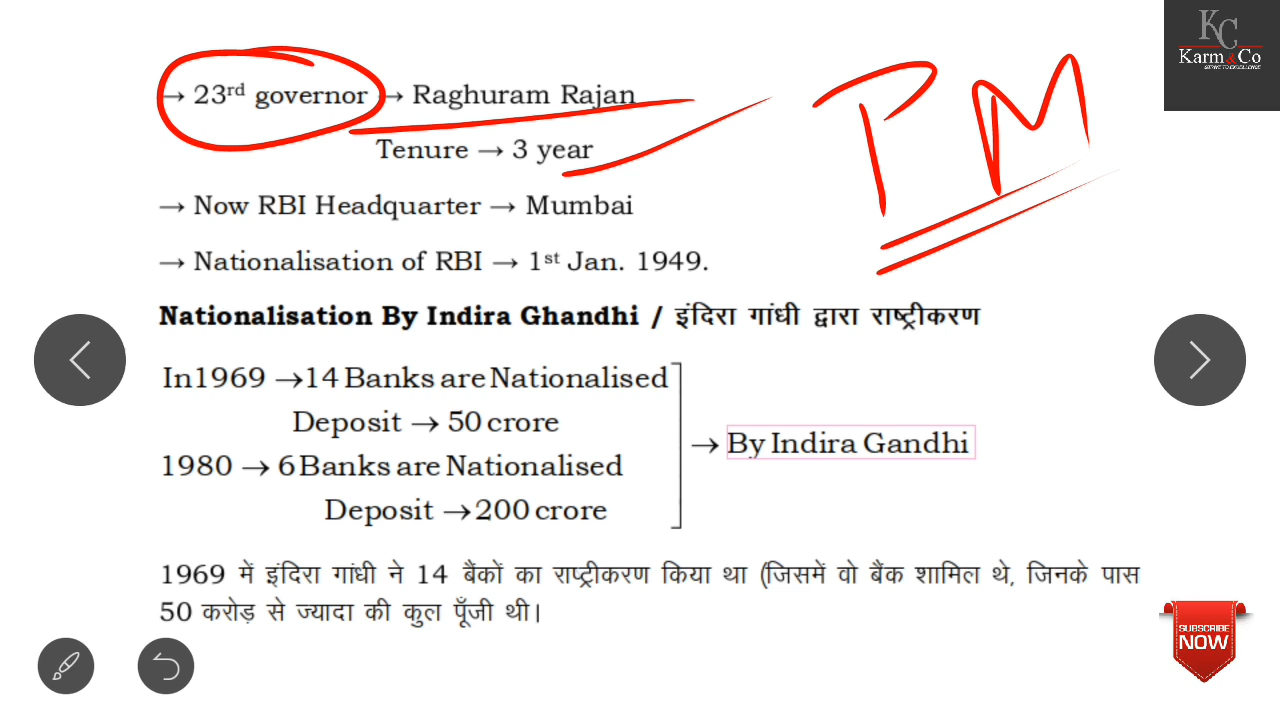 KC
Karm & Co
→ 23rd governor → Raghuram Rajan
PM
Tenure → 3 year
→ Now RBI Headquarter → Mumbai
→ Nationalisation of RBI → 1st Jan. 1949.
Nationalisation By Indira Ghandhi / इंदिरा गांधी द्वारा राष्ट्रीकरण
In1969 →14 Banks are Nationalised
Deposit → 50 crore
→ By Indira Gandhi
1980 → 6 Banks are Nationalised
Deposit →200 crore
1969 में इंदिरा गांधी ने 14 बैंकों का राष्ट्रीकरण किया था (जिसमें वो बैंक शामिल थे, जिनके पास
50 करोड़ से ज्यादा की कुल पूँजी थी।
SUBSCRIBE
NOW